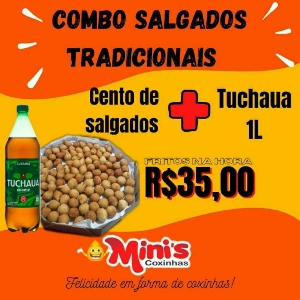 COMBO SALGADOS
TRADICIONAIS
Cento de
salgados
Tuchaua
1L
FRITOS NA HORA
R$35,00
TUCHAUA
Mini's
Coxinhas
Felicidade em forma de coxinhas!